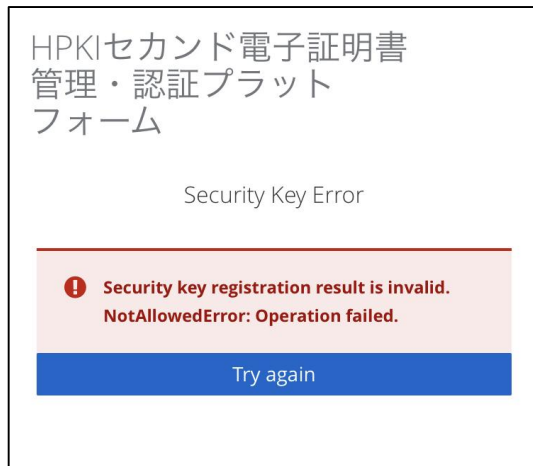 HPKIセカンド電子証明書
管理・認証プラット
フォーム
Security Key Error
Security key registration result is invalid.
NotAllowedError: Operation failed.
Try again